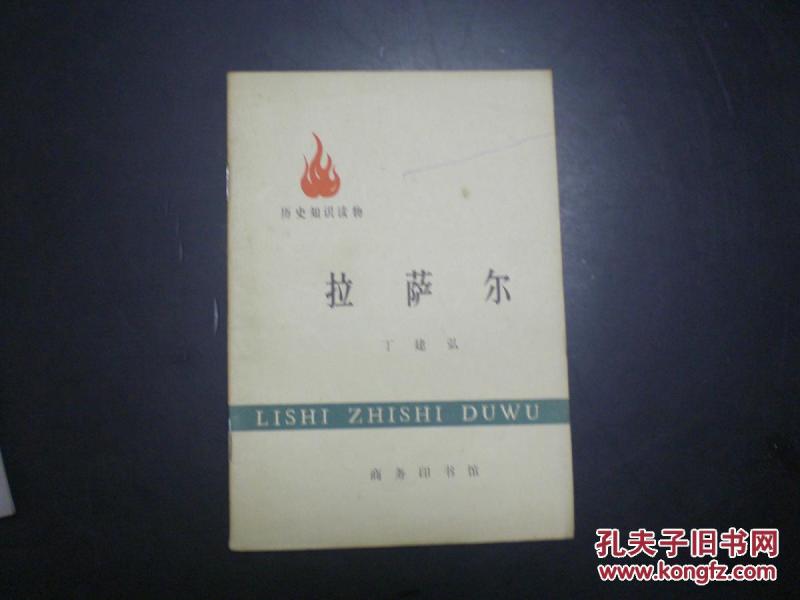 历史知识读物
拉萨尔
丁建弘
LISHI ZHISHI DUWU
商务印书馆
孔夫子旧书网
www.kongfz.com